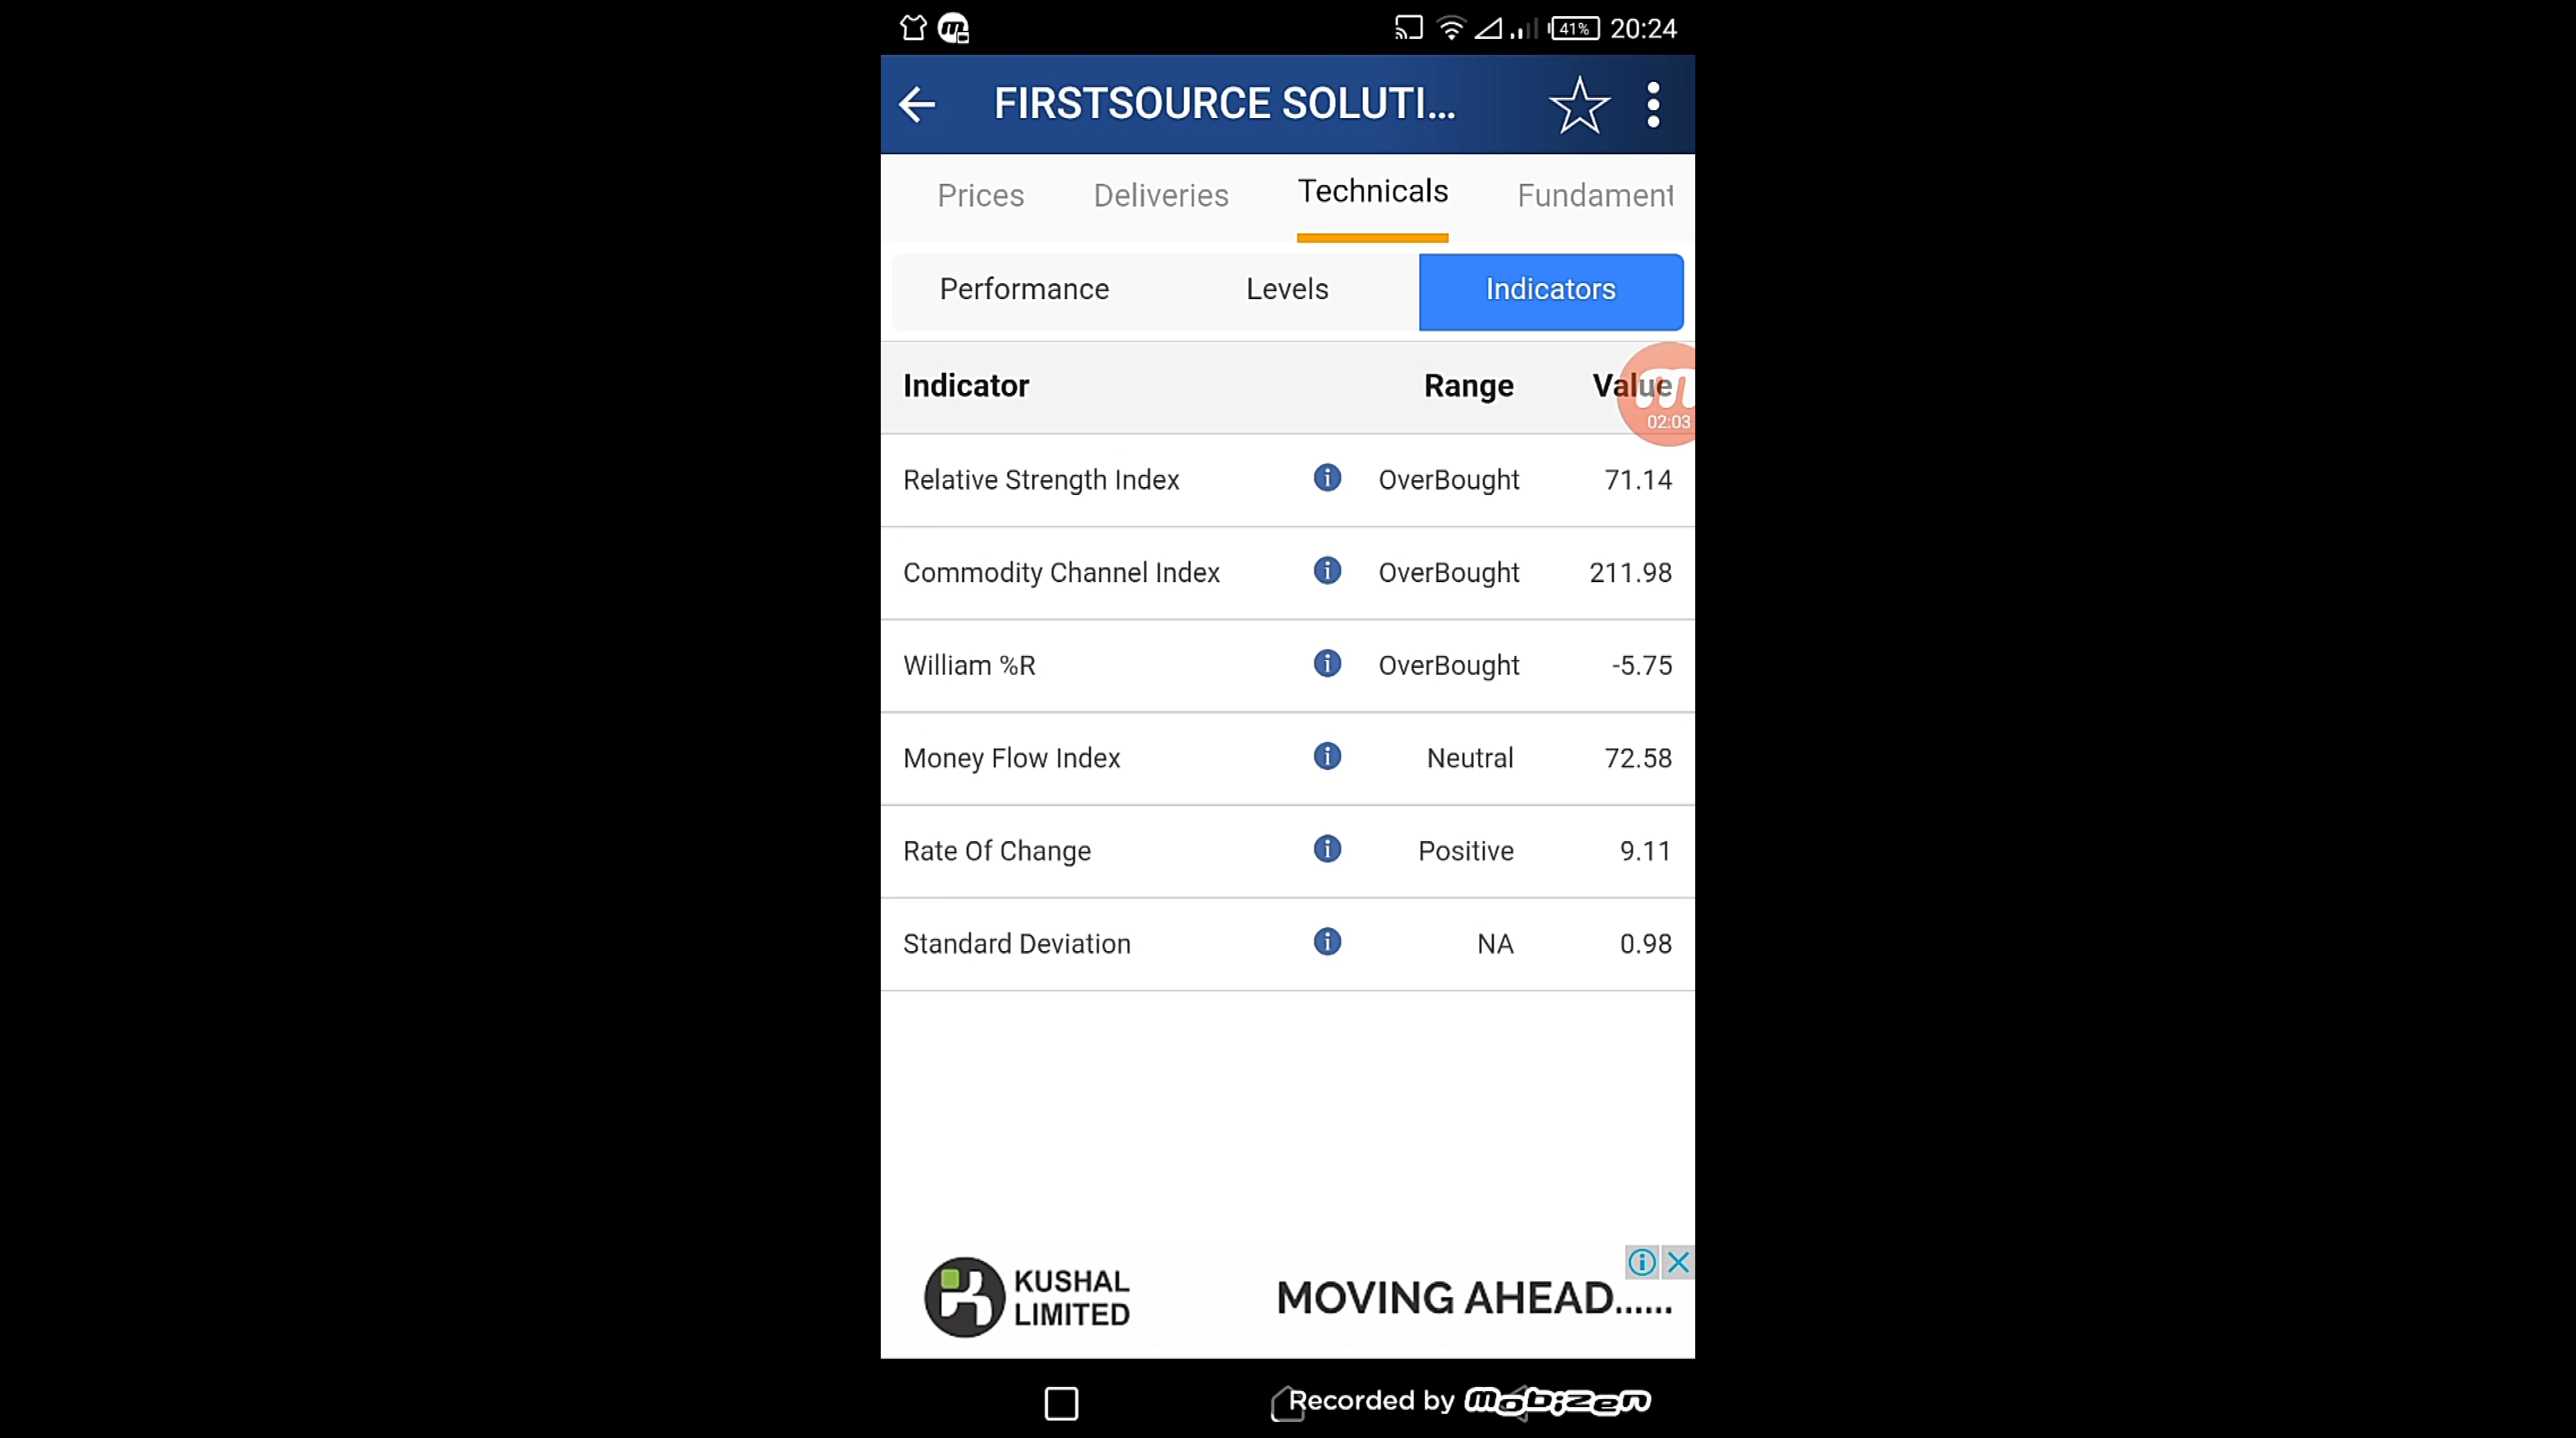 41% 20:24
FIRSTSOURCE SOLUTI...
Prices Deliveries Technicals Fundament
Performance Levels Indicators
Indicator Range Value
02:03
Relative Strength Index OverBought 71.14
Commodity Channel Index OverBought 211.98
William %R OverBought -5.75
Money Flow Index Neutral 72.58
Rate Of Change Positive 9.11
Standard Deviation NA 0.98
KUSHAL
LIMITED
MOVING AHEAD......
Recorded by mobizen